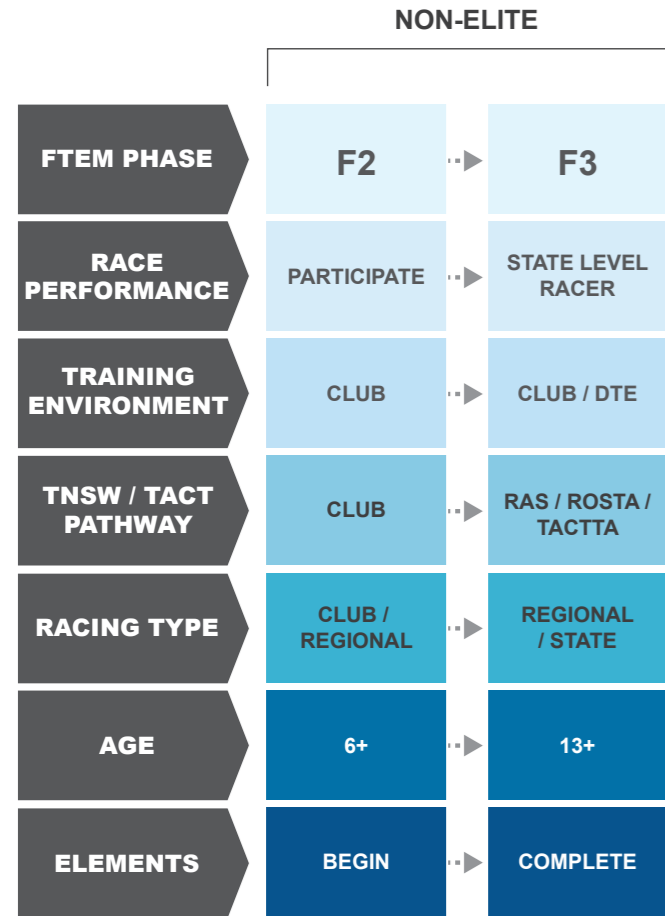 NON-ELITE
FTEM PHASE
F2
F3
RACE
PERFORMANCE
PARTICIPATE
STATE LEVEL
RACER
TRAINING
ENVIRONMENT
CLUB
CLUB / DTE
TNSW / TACT
PATHWAY
CLUB
RAS / ROSTA /
TACTTA
RACING TYPE
CLUB /
REGIONAL
REGIONAL
/ STATE
AGE
6+
13+
ELEMENTS
BEGIN
COMPLETE